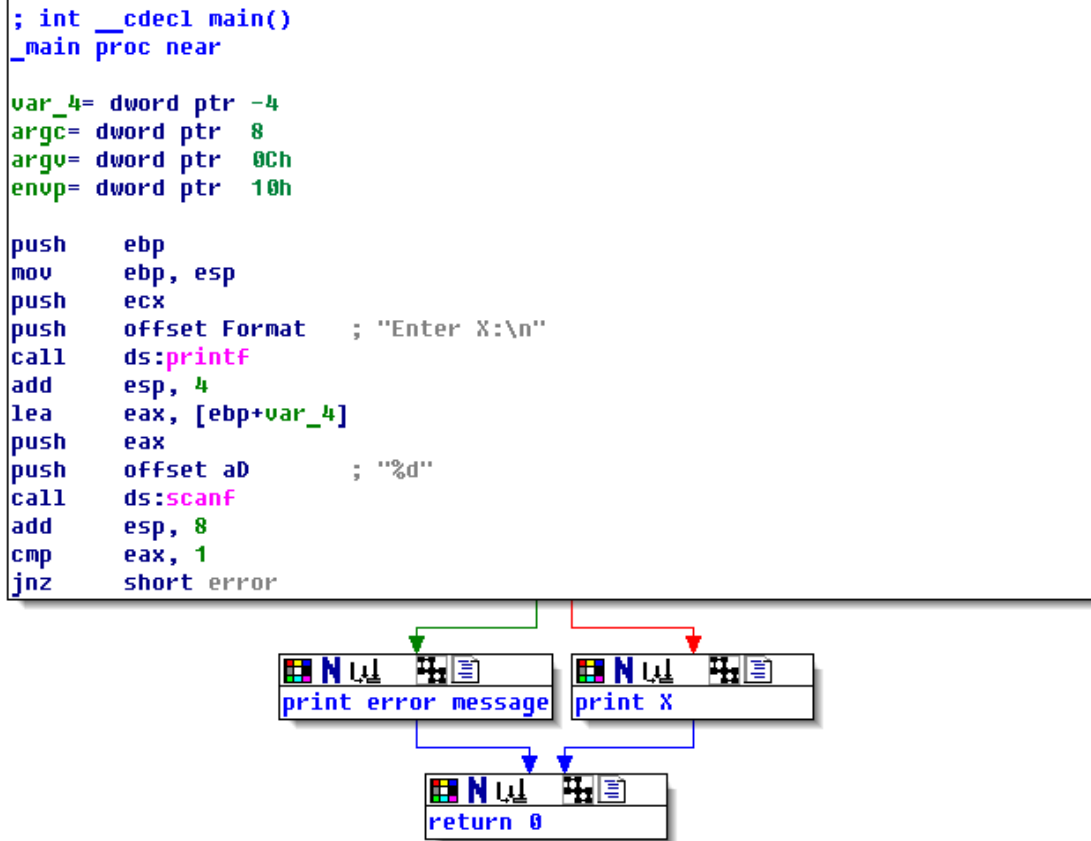 ; int __cdecl main()
_main proc near
var_4= dword ptr -4
argc= dword ptr  8
argv= dword ptr  0Ch
envp= dword ptr  10h
push    ebp
mov     ebp, esp
push    ecx
push    offset Format   ; "Enter X:\n"
call    ds:printf
add     esp, 4
lea     eax, [ebp+var_4]
push    eax
push    offset aD       ; "%d"
call    ds:scanf
add     esp, 8
cmp     eax, 1
jnz     short error
print error message
print X
return 0